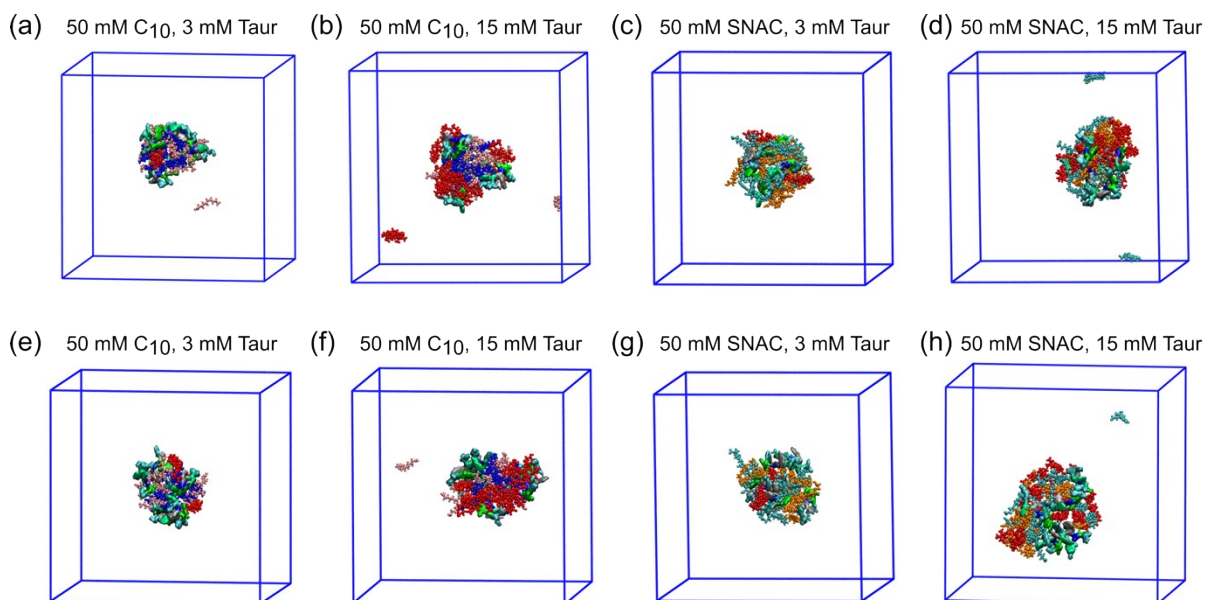 (a) 50 mM C10, 3 mM Taur
(b) 50 mM C10, 15 mM Taur
(c) 50 mM SNAC, 3 mM Taur
(d) 50 mM SNAC, 15 mM Taur
(e) 50 mM C10, 3 mM Taur
(f) 50 mM C10, 15 mM Taur
(g) 50 mM SNAC, 3 mM Taur
(h) 50 mM SNAC, 15 mM Taur